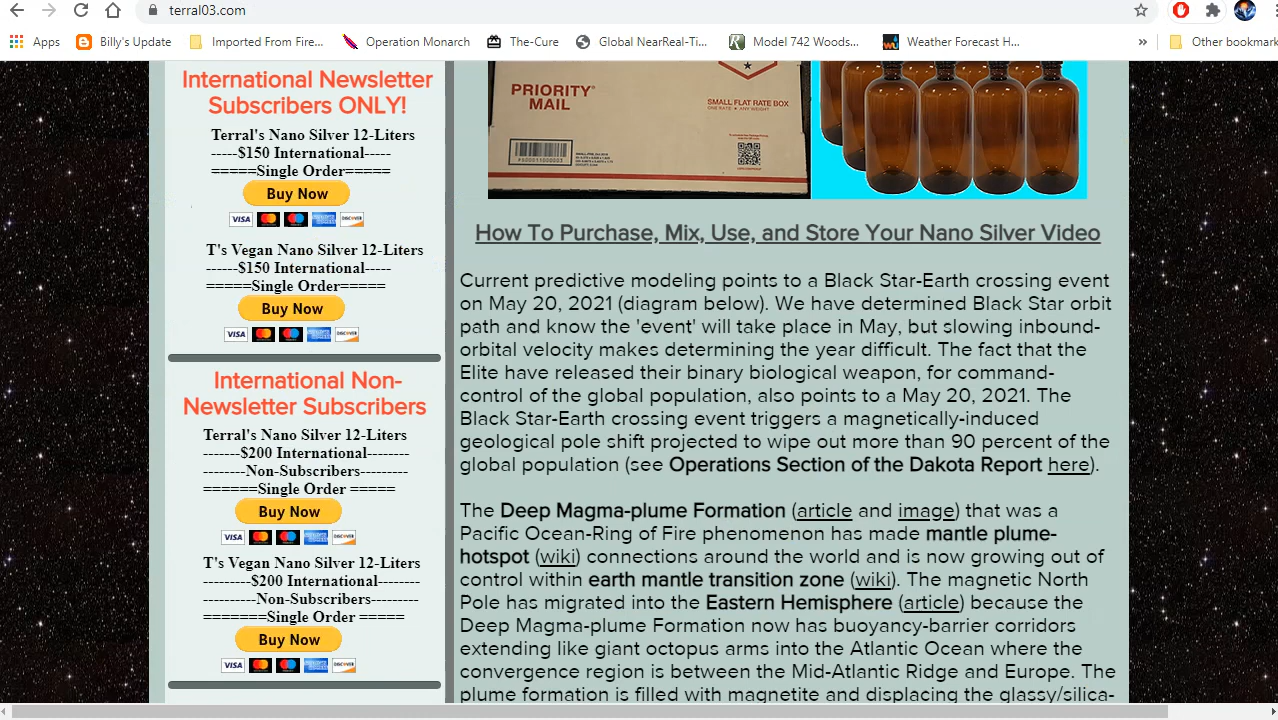 terral03.com
Apps
Billy's Update
Imported From Fire...
Operation Monarch
The-Cure
Global NearReal-Ti...
Model 742 Woods...
Weather Forecast H...
»
Other bookmark
International Newsletter
Subscribers ONLY!
Terral's Nano Silver 12-Liters
-----$150 International-----
=====Single Order=====
Buy Now
VISA
DISCOVER
T's Vegan Nano Silver 12-Liters
------$150 International-----
=====Single Order=====
Buy Now
VISA
DISCOVER
International Non-
Newsletter Subscribers
Terral's Nano Silver 12-Liters
-------$200 International--------
--------Non-Subscribers---------
======Single Order =====
Buy Now
VISA
DISCOVER
T's Vegan Nano Silver 12-Liters
---------$200 International--------
----------Non-Subscribers---------
=======Single Order =====
Buy Now
VISA
DISCOVER
PRIORITY
MAIL
SMALL FLAT RATE BOX
How To Purchase, Mix, Use, and Store Your Nano Silver Video
Current predictive modeling points to a Black Star-Earth crossing event
on May 20, 2021 (diagram below). We have determined Black Star orbit
path and know the 'event' will take place in May, but slowing inbound-
orbital velocity makes determining the year difficult. The fact that the
Elite have released their binary biological weapon, for command-
control of the global population, also points to a May 20, 2021. The
Black Star-Earth crossing event triggers a magnetically-induced
geological pole shift projected to wipe out more than 90 percent of the
global population (see Operations Section of the Dakota Report here).
The Deep Magma-plume Formation (article and image) that was a
Pacific Ocean-Ring of Fire phenomenon has made mantle plume-
hotspot (wiki) connections around the world and is now growing out of
control within earth mantle transition zone (wiki). The magnetic North
Pole has migrated into the Eastern Hemisphere (article) because the
Deep Magma-plume Formation now has buoyancy-barrier corridors
extending like giant octopus arms into the Atlantic Ocean where the
convergence region is between the Mid-Atlantic Ridge and Europe. The
plume formation is filled with magnetite and displacing the glassy/silica-